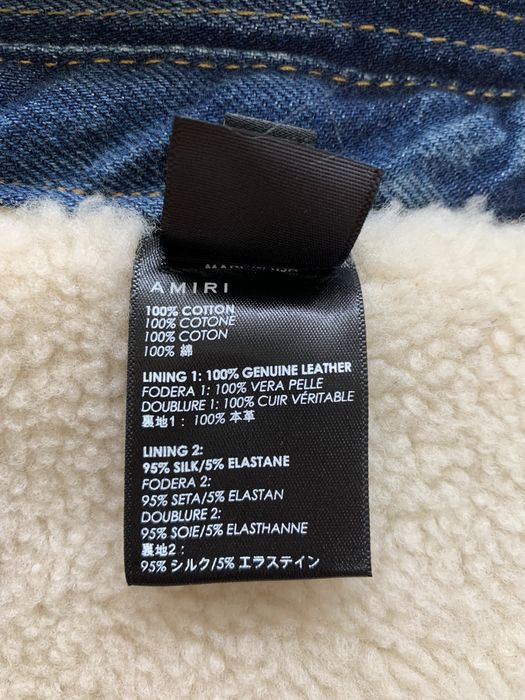 AMIRI
100% COTTON
100% COTONE
100% COTON
100% 綿
LINING 1: 100% GENUINE LEATHER
FODERA 1: 100% VERA PELLE
DOUBLURE 1: 100% CUIR VÉRITABLE
裏地1： 100% 本革
LINING 2:
95% SILK/5% ELASTANE
FODERA 2:
95% SETA/5% ELASTAN
DOUBLURE 2:
95% SOIE/5% ELASTHANNE
裏地2：
95% シルク/5% エラステイン